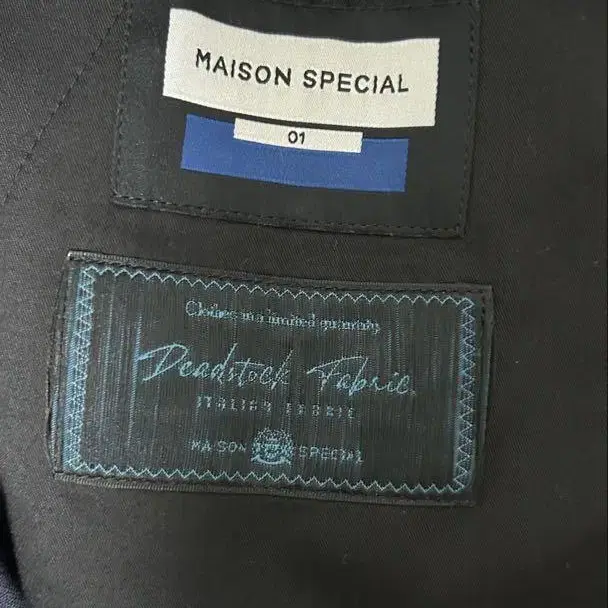 MAISON SPECIAL
01
Clothes in a limited quantity
Deadstock Fabric.
ITALIAN FABRIC
MAISON SPECIAL